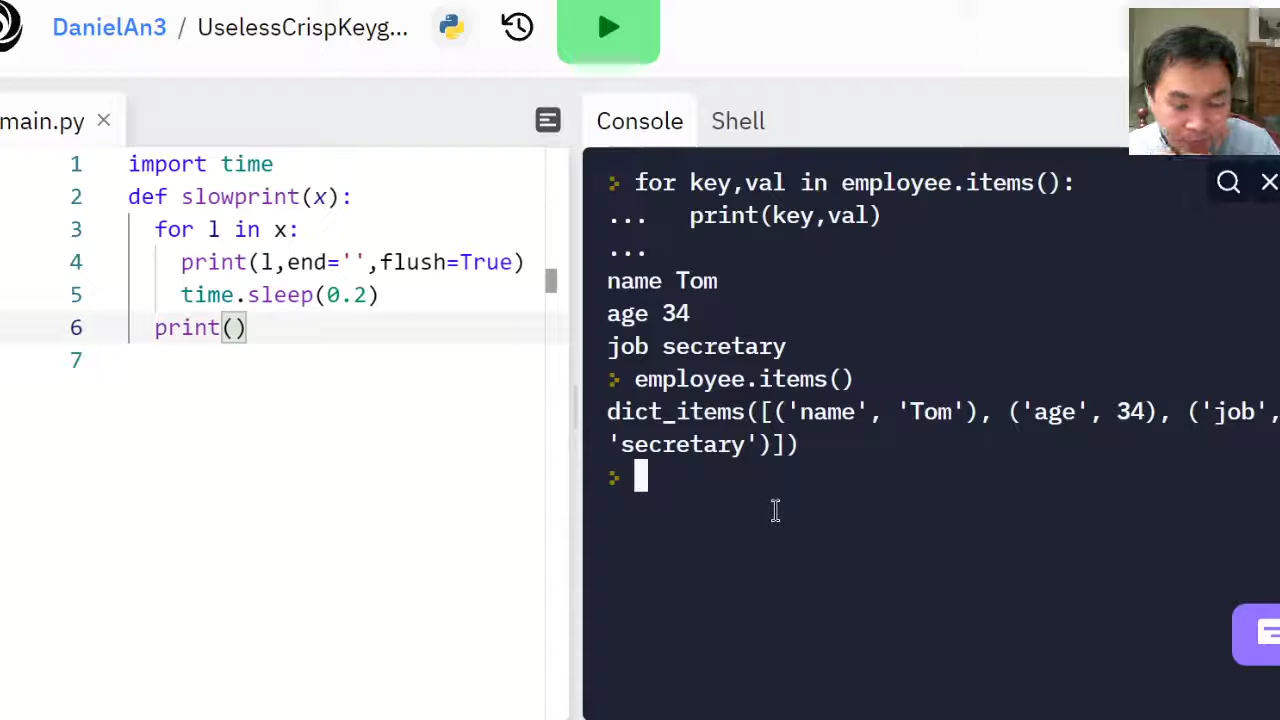 DanielAn3 / UselessCrispKeyg...
main.py ×
Console Shell
1 import time
2 def slowprint(x):
3 for l in x:
4 print(l,end='',flush=True)
5 time.sleep(0.2)
6 print()
7
> for key,val in employee.items():
... print(key,val)
...
name Tom
age 34
job secretary
> employee.items()
dict_items([('name', 'Tom'), ('age', 34), ('job',
'secretary')])
>